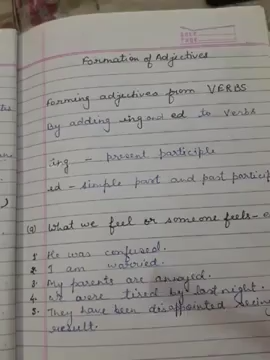 Formation of Adjectives
Forming adjectives from VERBS
By adding ing and ed to verbs
ing - present participle
ed - simple past and past particip
(a) What we feel or someone feels-
1. He was confused.
2. I am worried.
3. My parents are annoyed.
4. We were tired by last night.
5. They have been disappointed seeing
result.